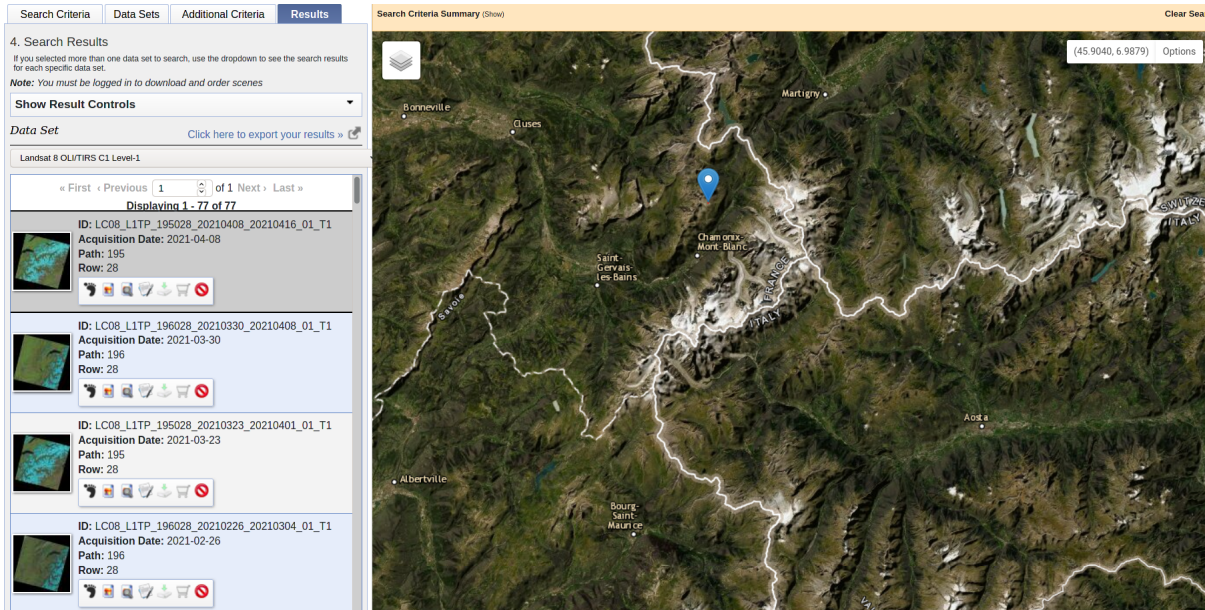 Search Criteria
Data Sets
Additional Criteria
Results
4. Search Results
If you selected more than one data set to search, use the dropdown to see the search results
for each specific data set.
Note: You must be logged in to download and order scenes
Show Result Controls
Data Set
Click here to export your results »
Landsat 8 OLI/TIRS C1 Level-1
« First ‹ Previous 1 of 1 Next › Last »
Displaying 1 - 77 of 77
ID: LC08_L1TP_195028_20210408_20210416_01_T1
Acquisition Date: 2021-04-08
Path: 195
Row: 28
ID: LC08_L1TP_196028_20210330_20210408_01_T1
Acquisition Date: 2021-03-30
Path: 196
Row: 28
ID: LC08_L1TP_195028_20210323_20210401_01_T1
Acquisition Date: 2021-03-23
Path: 195
Row: 28
ID: LC08_L1TP_196028_20210226_20210304_01_T1
Acquisition Date: 2021-02-26
Path: 196
Row: 28
Search Criteria Summary (Show)
Clear Sea
(45.9040, 6.9879)
Options
Martigny
Bonneville
Cluses
SWITZE
ITALY
Chamonix-
Mont-Blanc
Saint-
Gervais-
les-Bains
FRANCE
ITALY
Savoie
Aosta
Albertville
Bourg-
Saint-
Maurice